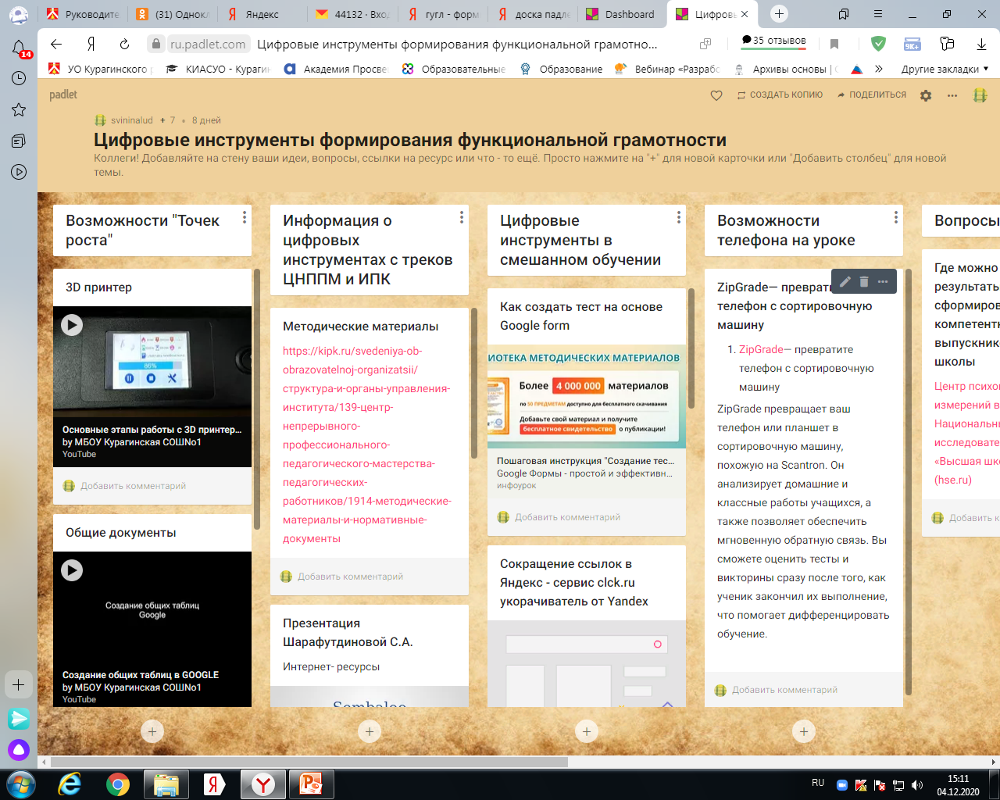 Руководите
(31) Однокл
Яндекс
44132 · Вход
гугл - форм
доска падле
Dashboard
Цифровь
14
ru.padlet.com
Цифровые инструменты формирования функциональной грамотно...
35 отзывов
9K+
УО Курагинского р
КИАСУО - Курагин
Академия Просве
Образовательные
Образование
Вебинар «Разрабо
Архивы основы | С
Другие закладки
padlet
СОЗДАТЬ КОПИЮ
ПОДЕЛИТЬСЯ
svininalud + 7 • 8 дней
Цифровые инструменты формирования функциональной грамотности
Коллеги! Добавляйте на стену ваши идеи, вопросы, ссылки на ресурс или что - то ещё. Просто нажмите на "+" для новой карточки или "Добавить столбец" для новой
темы.
Возможности "Точек
роста"
3D принтер
86%
Основные этапы работы с 3D принтер...
by МБОУ Курагинская СОШNo1
YouTube
Добавить комментарий
Общие документы
Создание общих таблиц
Google
Создание общих таблиц в GOOGLE
by МБОУ Курагинская СОШNo1
YouTube
Информация о
цифровых
инструментах с треков
ЦНППМ и ИПК
Методические материалы
https://kipk.ru/svedeniya-ob-
obrazovatelnoj-organizatsii/
структура-и-органы-управления-
института/139-центр-
непрерывного-
профессионального-
педагогического-мастерства-
педагогических-
работников/1914-методические-
материалы-и-нормативные-
документы
Добавить комментарий
Презентация
Шарафутдиновой С.А.
Интернет- ресурсы
Symbaloo
Цифровые
инструменты в
смешанном обучении
Как создать тест на основе
Google form
ИОТЕКА МЕТОДИЧЕСКИХ МАТЕРИАЛОВ
Более 4 000 000 материалов
по 50 ПРЕДМЕТАМ доступно для бесплатного скачивания
Добавьте свой материал и получите
бесплатное свидетельство о публикации!
Пошаговая инструкция "Создание тес...
Google Формы - простой и эффективн...
инфоурок
Добавить комментарий
Сокращение ссылок в
Яндекс - сервис clck.ru
укорачиватель от Yandex
Возможности
телефона на уроке
ZipGrade— преврати
телефон с сортировочную
машину
1. ZipGrade— превратите
телефон с сортировочную
машину
ZipGrade превращает ваш
телефон или планшет в
сортировочную машину,
похожую на Scantron. Он
анализирует домашние и
классные работы учащихся, а
также позволяет обеспечить
мгновенную обратную связь. Вы
сможете оценить тесты и
викторины сразу после того, как
ученик закончил их выполнение,
что помогает дифференцировать
обучение.
Добавить комментарий
Вопросы
Где можно
результать
сформиров
компетентн
выпускник
школы
Центр психо
измерений в
Национальн
исследовате
«Высшая шк
(hse.ru)
Добавить к
RU
15:11
04.12.2020